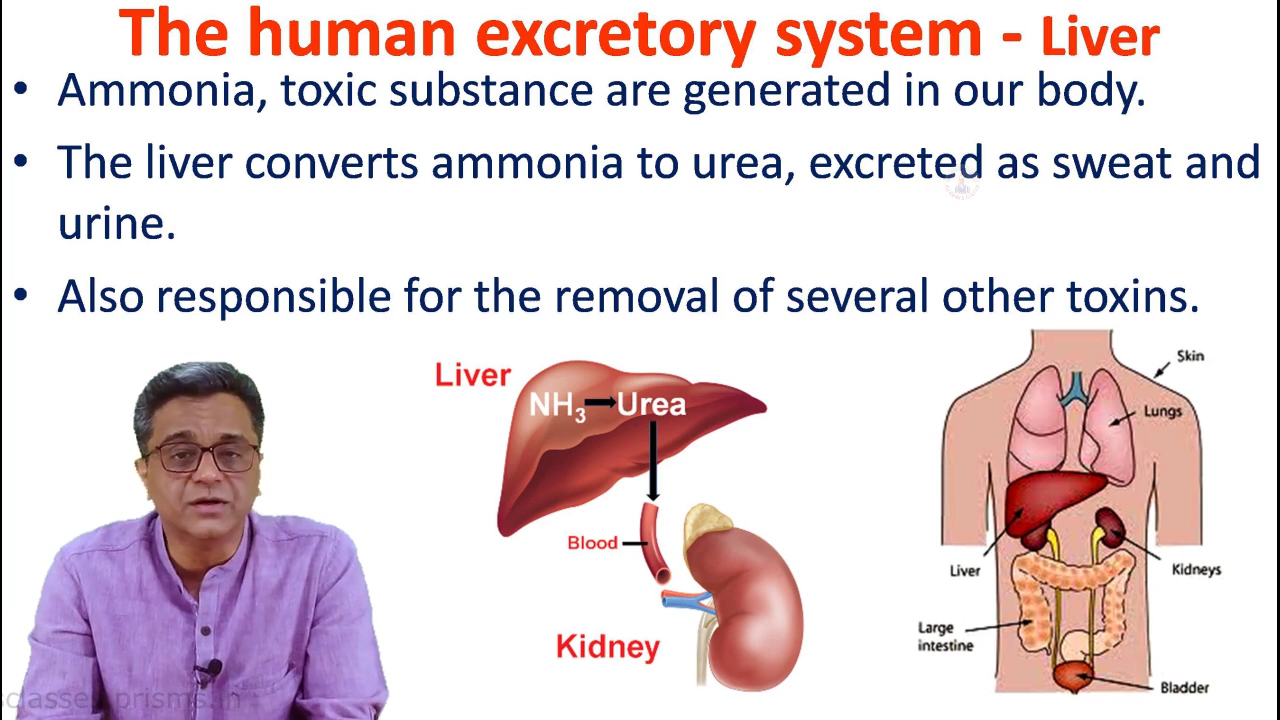 The human excretory system - Liver
• Ammonia, toxic substance are generated in our body.
• The liver converts ammonia to urea, excreted as sweat and
urine.
• Also responsible for the removal of several other toxins.
Liver
NH3 Urea
Blood
Kidney
Skin
Lungs
Liver
Kidneys
Large
intestine
Bladder